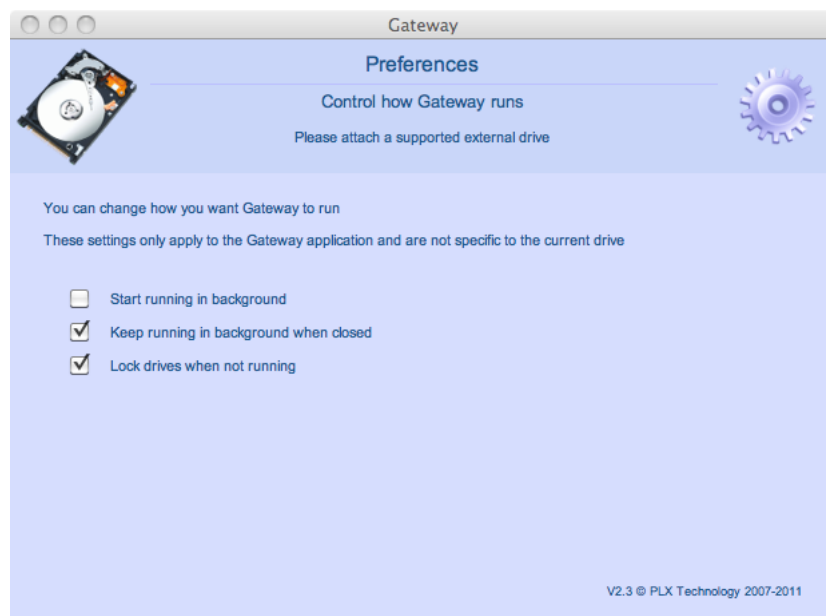 Gateway
Preferences
Control how Gateway runs
Please attach a supported external drive
You can change how you want Gateway to run
These settings only apply to the Gateway application and are not specific to the current drive
Start running in background
Keep running in background when closed
Lock drives when not running
V2.3 © PLX Technology 2007-2011